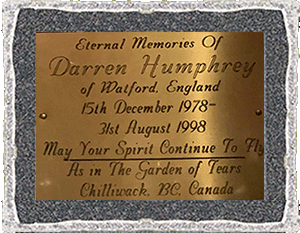 Eternal Memories Of
Darren Humphrey
of Watford, England
15th December 1978-
31st August 1998
May Your Spirit Continue To Fly
As in The Garden of Tears
Chilliwack, BC, Canada